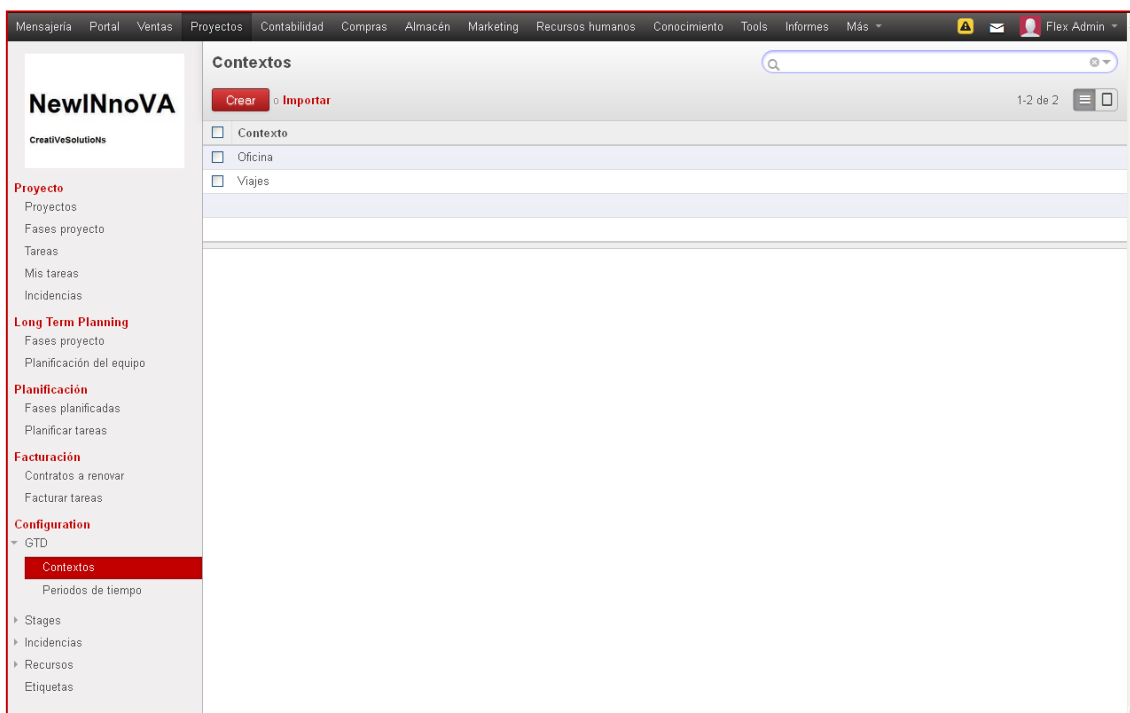 Mensajería Portal Ventas Proyectos Contabilidad Compras Almacén Marketing Recursos humanos Conocimiento Tools Informes Más Flex Admin
NewINnoVA
CreatiVeSolutioNs
Proyecto
Proyectos
Fases proyecto
Tareas
Mis tareas
Incidencias
Long Term Planning
Fases proyecto
Planificación del equipo
Planificación
Fases planificadas
Planificar tareas
Facturación
Contratos a renovar
Facturar tareas
Configuration
GTD
Contextos
Periodos de tiempo
Stages
Incidencias
Recursos
Etiquetas
Contextos
Crear o Importar 1-2 de 2
Contexto
Oficina
Viajes